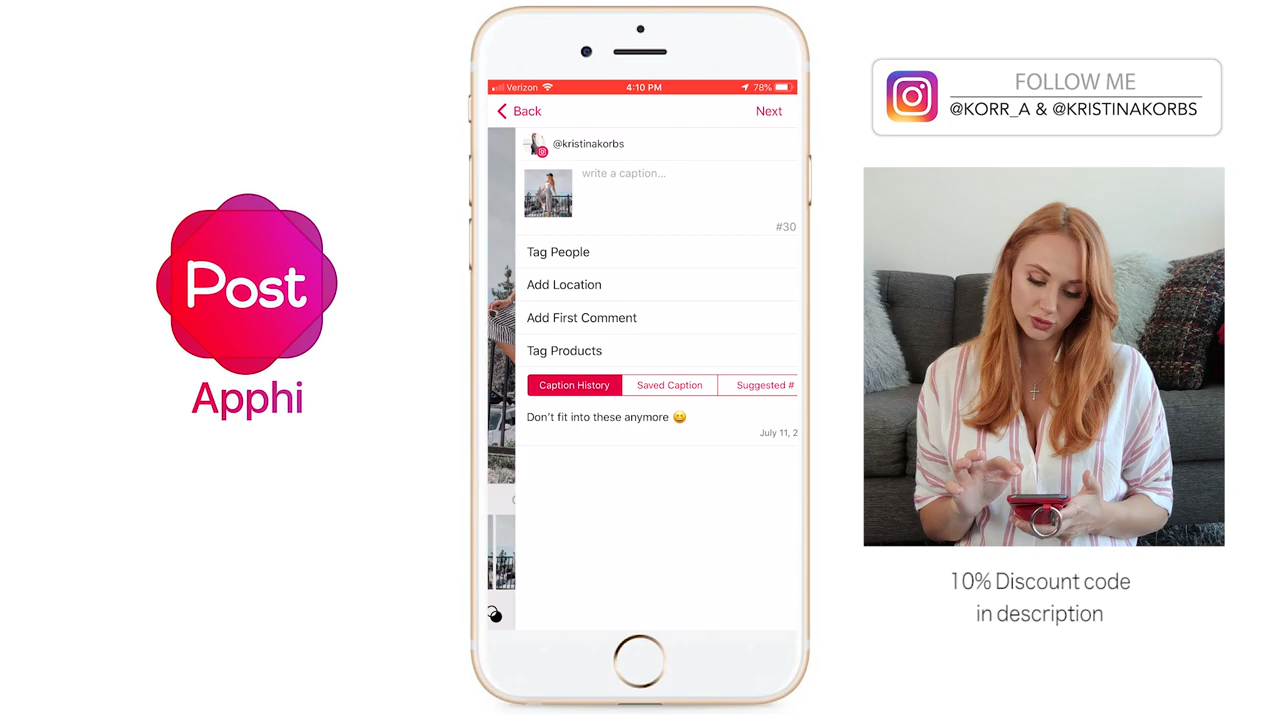 Post
Apphi
Verizon
4:10 PM
78%
Back
Next
@kristinakorbs
write a caption...
#30
Tag People
Add Location
Add First Comment
Tag Products
Caption History
Saved Caption
Suggested #
Don't fit into these anymore 😄
July 11, 2
FOLLOW ME
@KORR_A & @KRISTINAKORBS
10% Discount code
in description